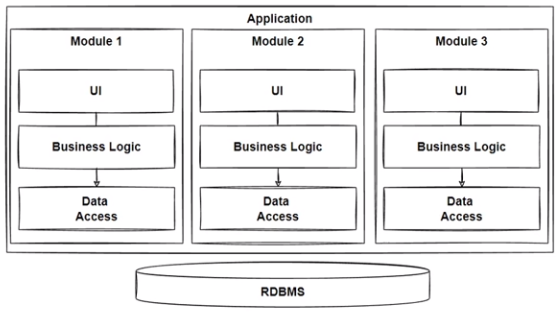 Application
Module 1
Module 2
Module 3
UI
UI
UI
Business Logic
Business Logic
Business Logic
Data
Access
Data
Access
Data
Access
RDBMS